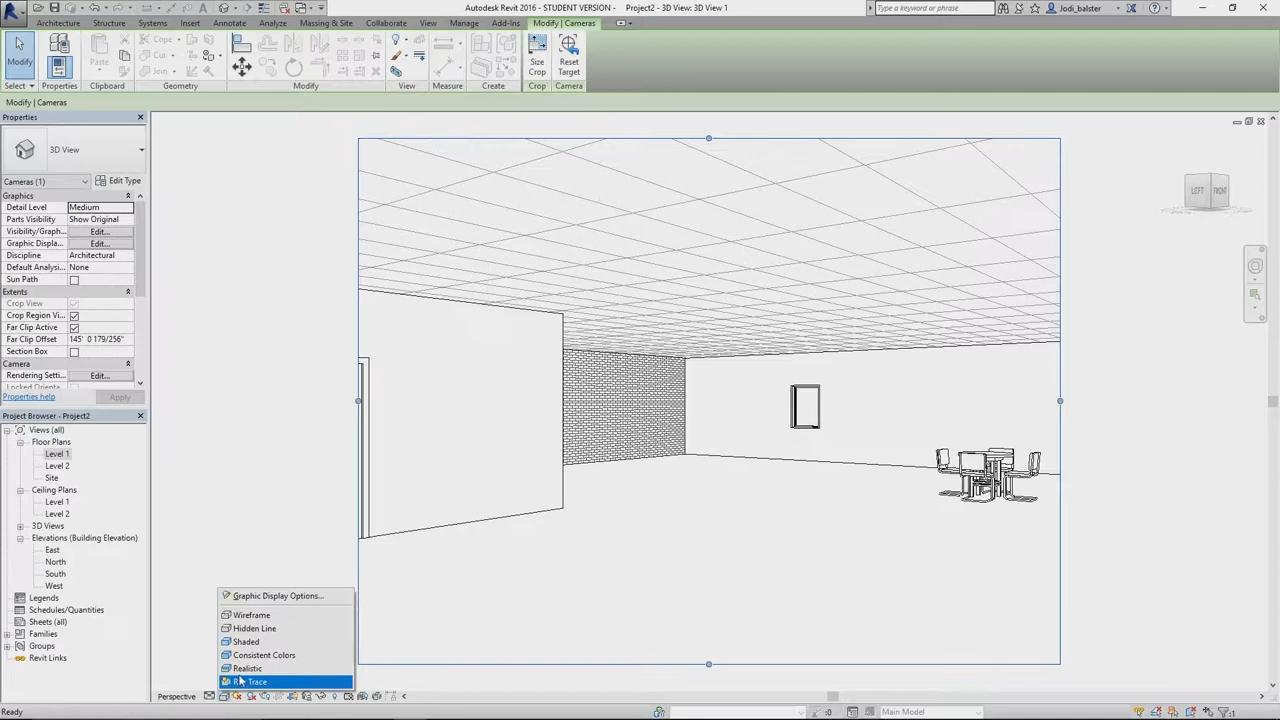 Autodesk Revit 2016 - STUDENT VERSION - Project2 - 3D View: 3D View 1
Type a keyword or phrase
Jodi_balster
Architecture Structure Systems Insert Annotate Analyze Massing & Site Collaborate View Manage Add-Ins Modify | Cameras
Modify
Paste
Cope
Cut
Join
Size Crop
Reset Target
Select Properties Clipboard Geometry Modify View Measure Create Crop Camera
Modify | Cameras
Properties
3D View
Cameras (1) Edit Type
Graphics
Detail Level Medium
Parts Visibility Show Original
Visibility/Graph... Edit...
Graphic Displa... Edit...
Discipline Architectural
Default Analysi... None
Sun Path
Extents
Crop View
Crop Region Vi...
Far Clip Active
Far Clip Offset 145' 0 179/256"
Section Box
Camera
Rendering Setti... Edit...
Locked Orienta...
Properties help Apply
Project Browser - Project2
Views (all)
Floor Plans
Level 1
Level 2
Site
Ceiling Plans
Level 1
Level 2
3D Views
Elevations (Building Elevation)
East
North
South
West
Legends
Schedules/Quantities
Sheets (all)
Families
Groups
Revit Links
LEFT FRONT
Graphic Display Options...
Wireframe
Hidden Line
Shaded
Consistent Colors
Realistic
Trace
Perspective
:0 Main Model :1